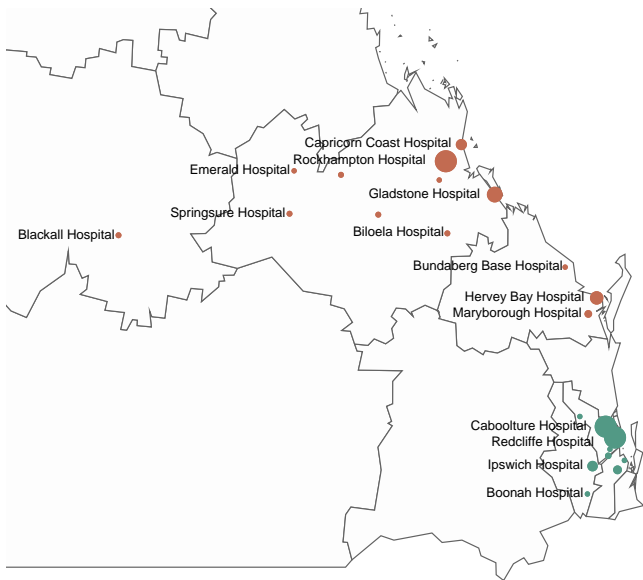 Capricorn Coast Hospital
Rockhampton Hospital
Emerald Hospital
Gladstone Hospital
Springsure Hospital
Biloela Hospital
Blackall Hospital
Bundaberg Base Hospital
Hervey Bay Hospital
Maryborough Hospital
Caboolture Hospital
Redcliffe Hospital
Ipswich Hospital
Boonah Hospital